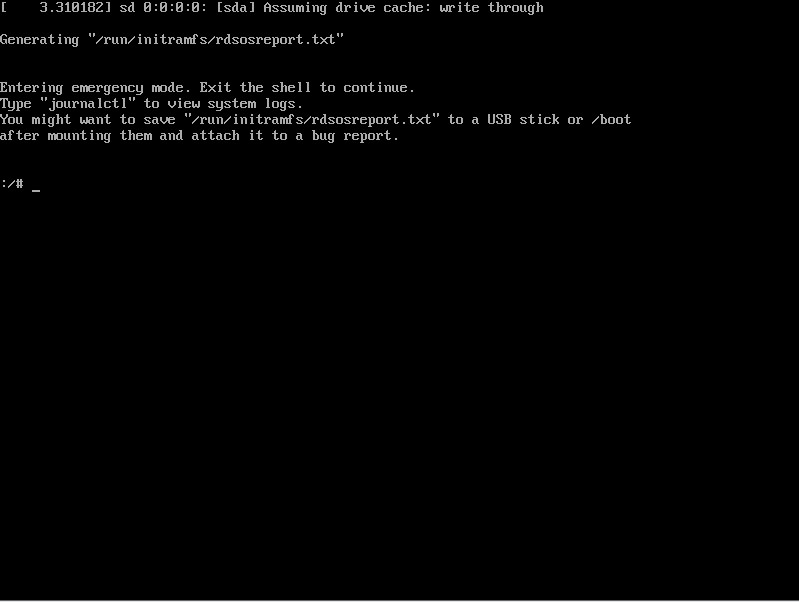 [    3.310182] sd 0:0:0:0: [sda] Assuming drive cache: write through
Generating "/run/initramfs/rdsosreport.txt"
Entering emergency mode. Exit the shell to continue.
Type "journalctl" to view system logs.
You might want to save "/run/initramfs/rdsosreport.txt" to a USB stick or /boot
after mounting them and attach it to a bug report.
:/# _